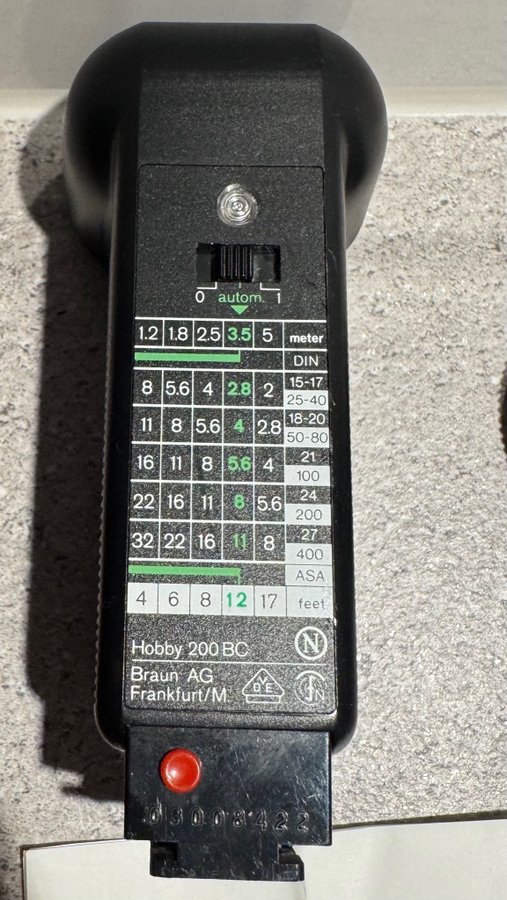 0 autom. 1
1.2 1.8 2.5 3.5 5 meter
DIN
8 5.6 4 2.8 2 15-17
25-40
11 8 5.6 4 2.8 18-20
50-80
16 11 8 5.6 4 21
100
22 16 11 8 5.6 24
200
32 22 16 11 8 27
400
ASA
4 6 8 12 17 feet
Hobby 200 BC N
Braun AG
Frankfurt/M VDE N
03008422